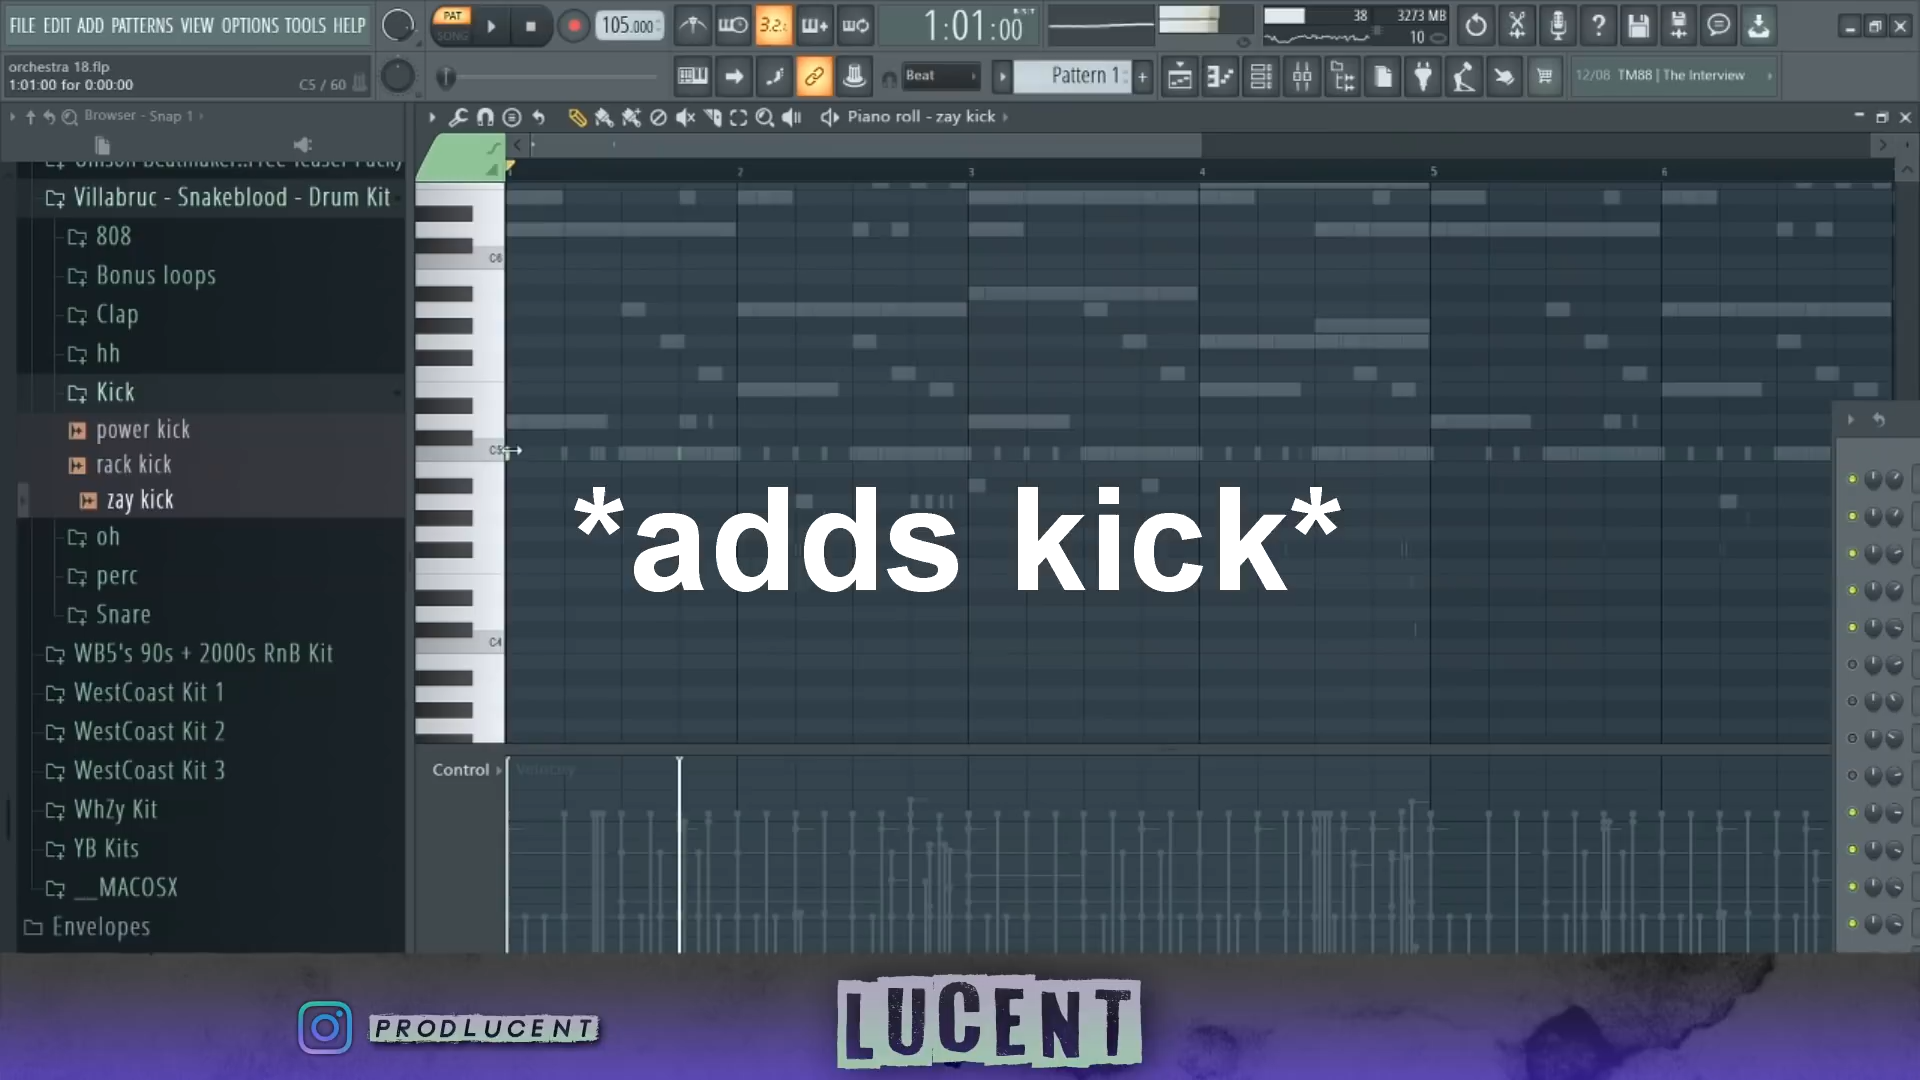 FILE EDIT ADD PATTERNS VIEW OPTIONS TOOLS HELP
PAT
SONG
105.000
3.2:
1:01:00
38
3273 MB
10
orchestra 18.flp
1:01:00 for 0:00:00
C5 / 60
Beat
Pattern 1
12/08 TM88 | The Interview
Browser - Snap 1
Piano roll - zay kick
Villabruc - Snakeblood - Drum Kit
808
Bonus loops
Clap
hh
Kick
power kick
rack kick
zay kick
oh
perc
Snare
WB5's 90s + 2000s RnB Kit
WestCoast Kit 1
WestCoast Kit 2
WestCoast Kit 3
WhZy Kit
YB Kits
__MACOSX
Envelopes
2
3
4
5
6
C6
C5
C4
*adds kick*
Control
Velocity
PRODLUCENT
LUCENT